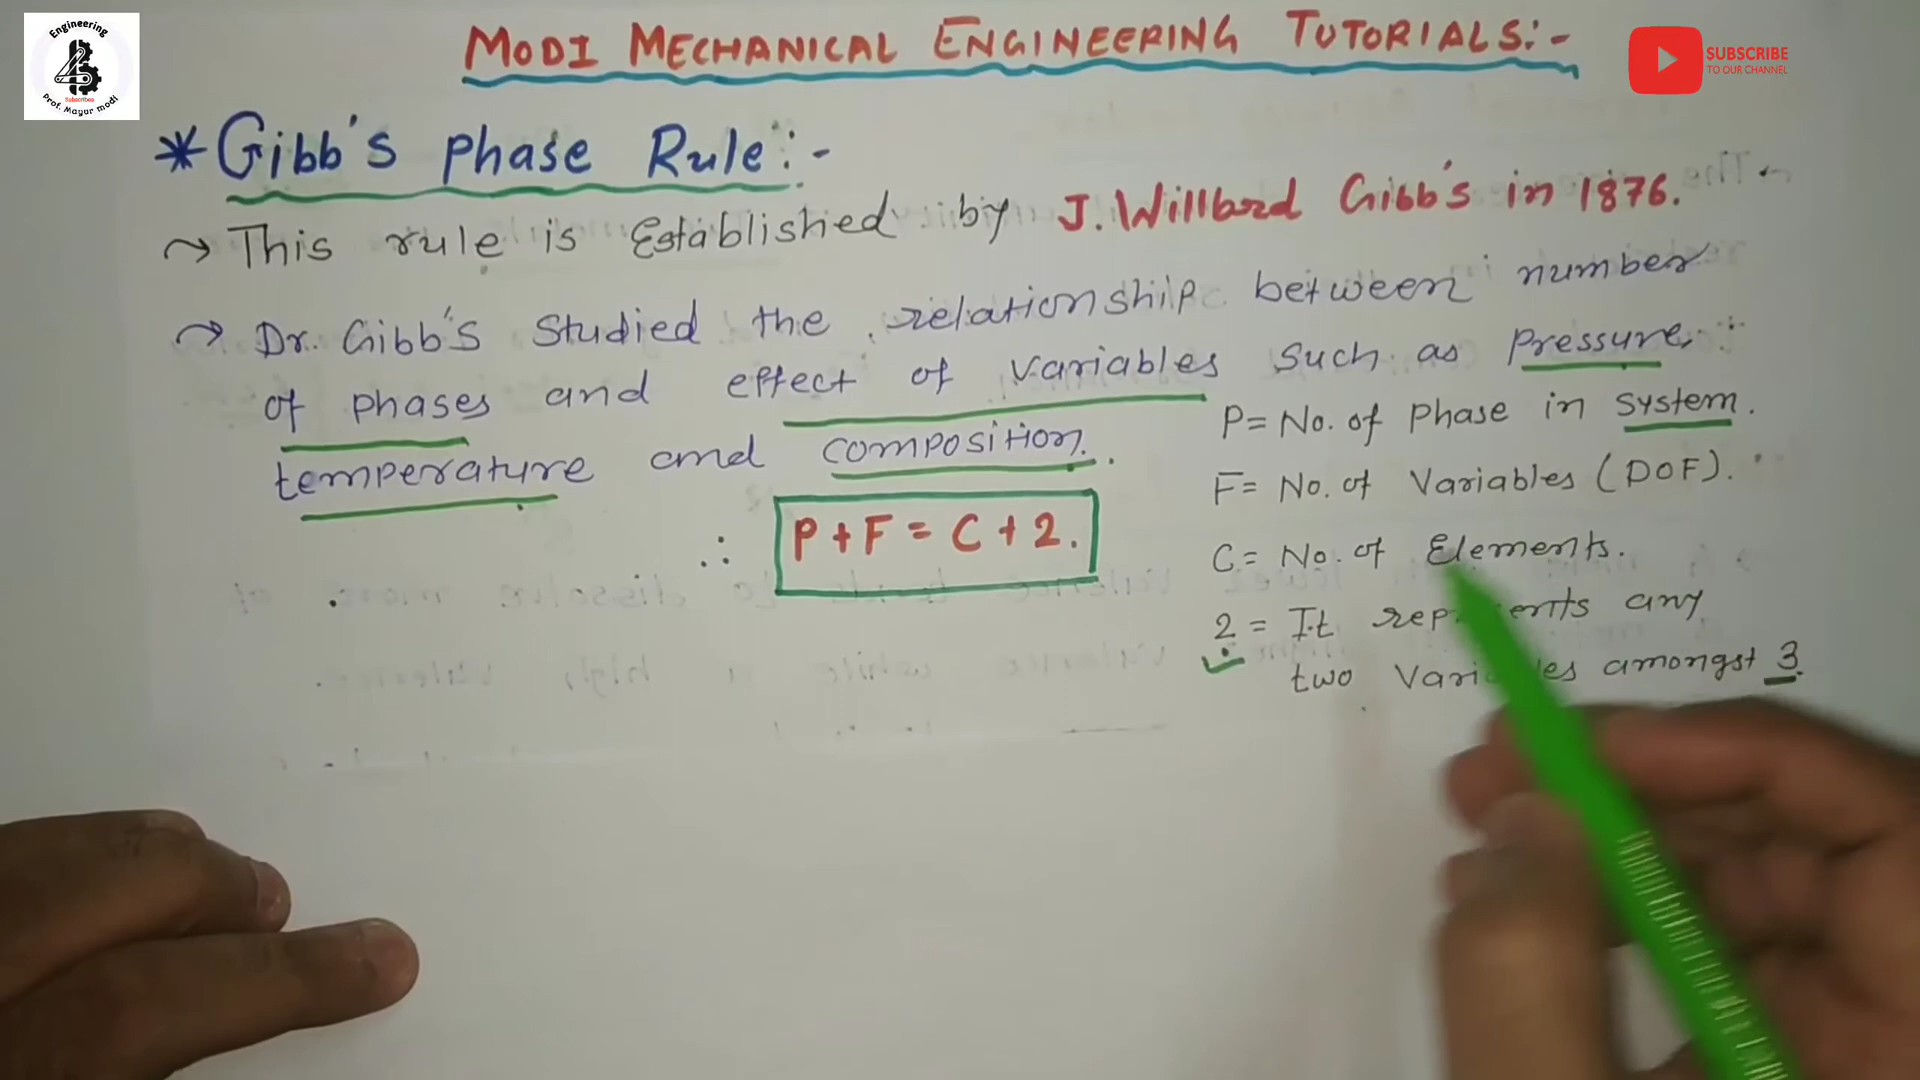 Engineering
Subscribes
Prof. Mayur modi
MODI MECHANICAL ENGINEERING TUTORIALS:-
SUBSCRIBE
TO OUR CHANNEL
* Gibb's phase Rule:-
→ This rule is Established by J. Willbard Gibb's in 1876.
→ Dr. Gibb's Studied the relationship between number
of phases and effect of variables Such as Pressure,
temperature and composition.
∴ P + F = C + 2.
P = No. of phase in system.
F = No. of Variables (DOF).
C = No. of Elements.
2 = It represents any
two Variables amongst 3.